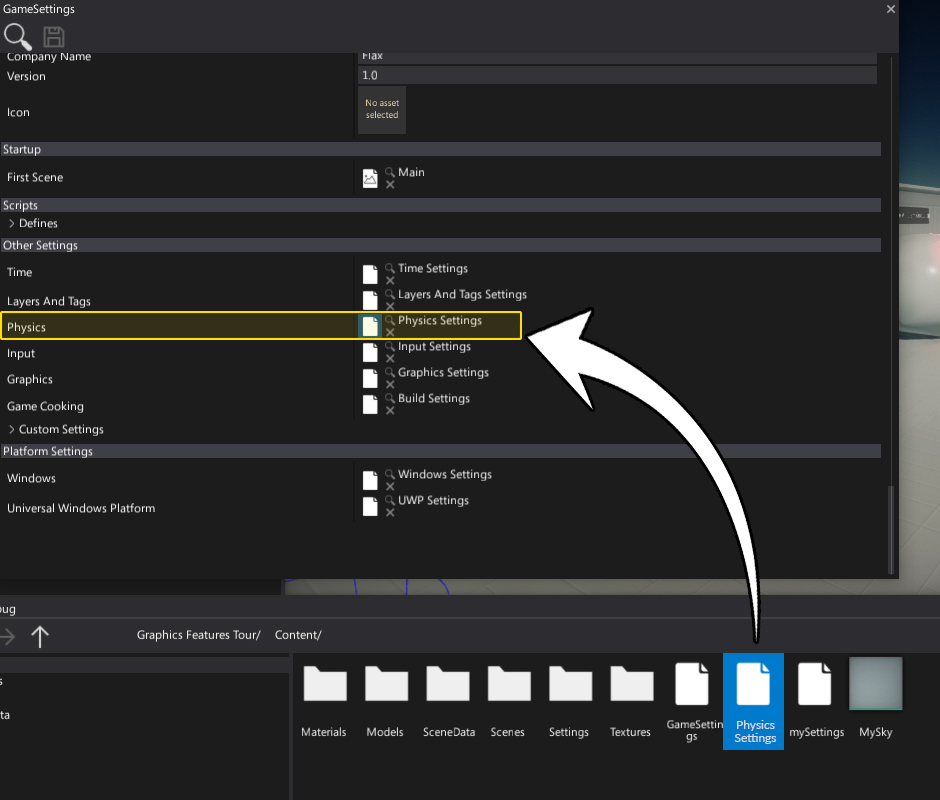 GameSettings
Company Name
Flax
Version
1.0
Icon
No asset
selected
Startup
First Scene
Main
Scripts
Defines
Other Settings
Time
Time Settings
Layers And Tags
Layers And Tags Settings
Physics
Physics Settings
Input
Input Settings
Graphics
Graphics Settings
Game Cooking
Build Settings
Custom Settings
Platform Settings
Windows
Windows Settings
Universal Windows Platform
UWP Settings
oug
Graphics Features Tour/ Content/
s
ta
Materials
Models
SceneData
Scenes
Settings
Textures
GameSettin
gs
Physics
Settings
mySettings
MySky